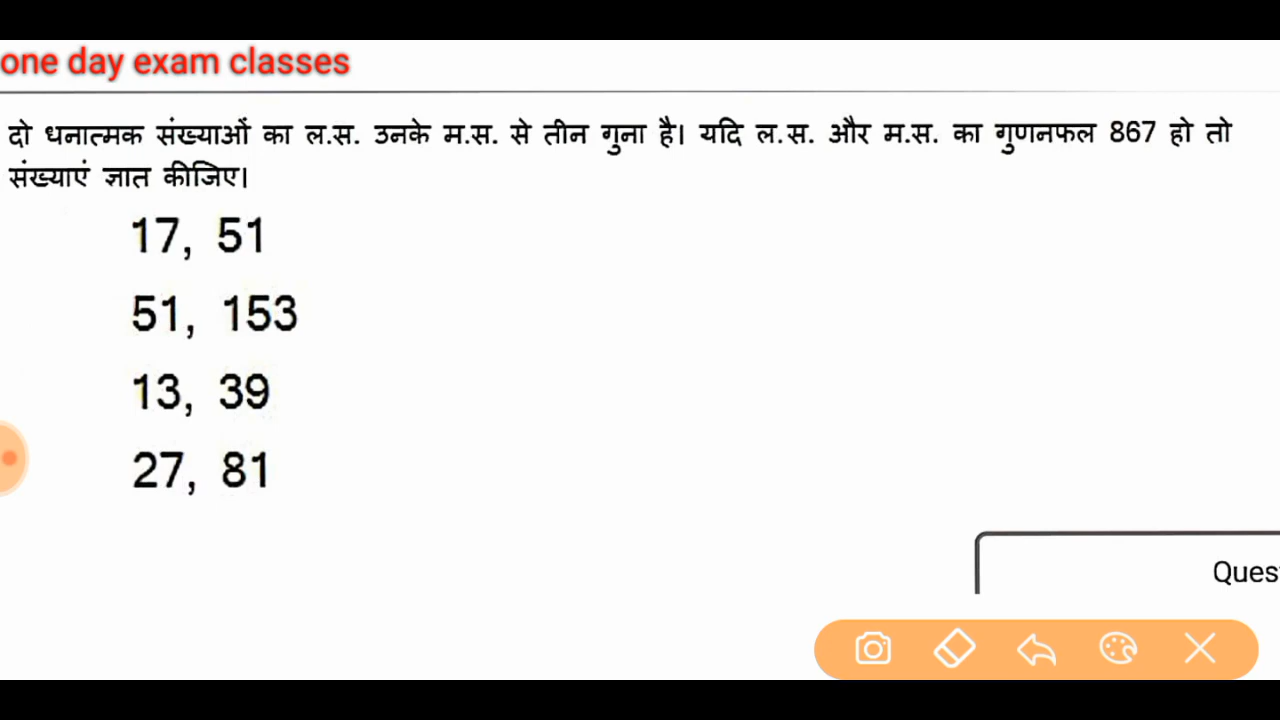 one day exam classes
दो धनात्मक संख्याओं का ल.स. उनके म.स. से तीन गुना है। यदि ल.स. और म.स. का गुणनफल 867 हो तो
संख्याएं ज्ञात कीजिए।
17, 51
51, 153
13, 39
27, 81
Ques